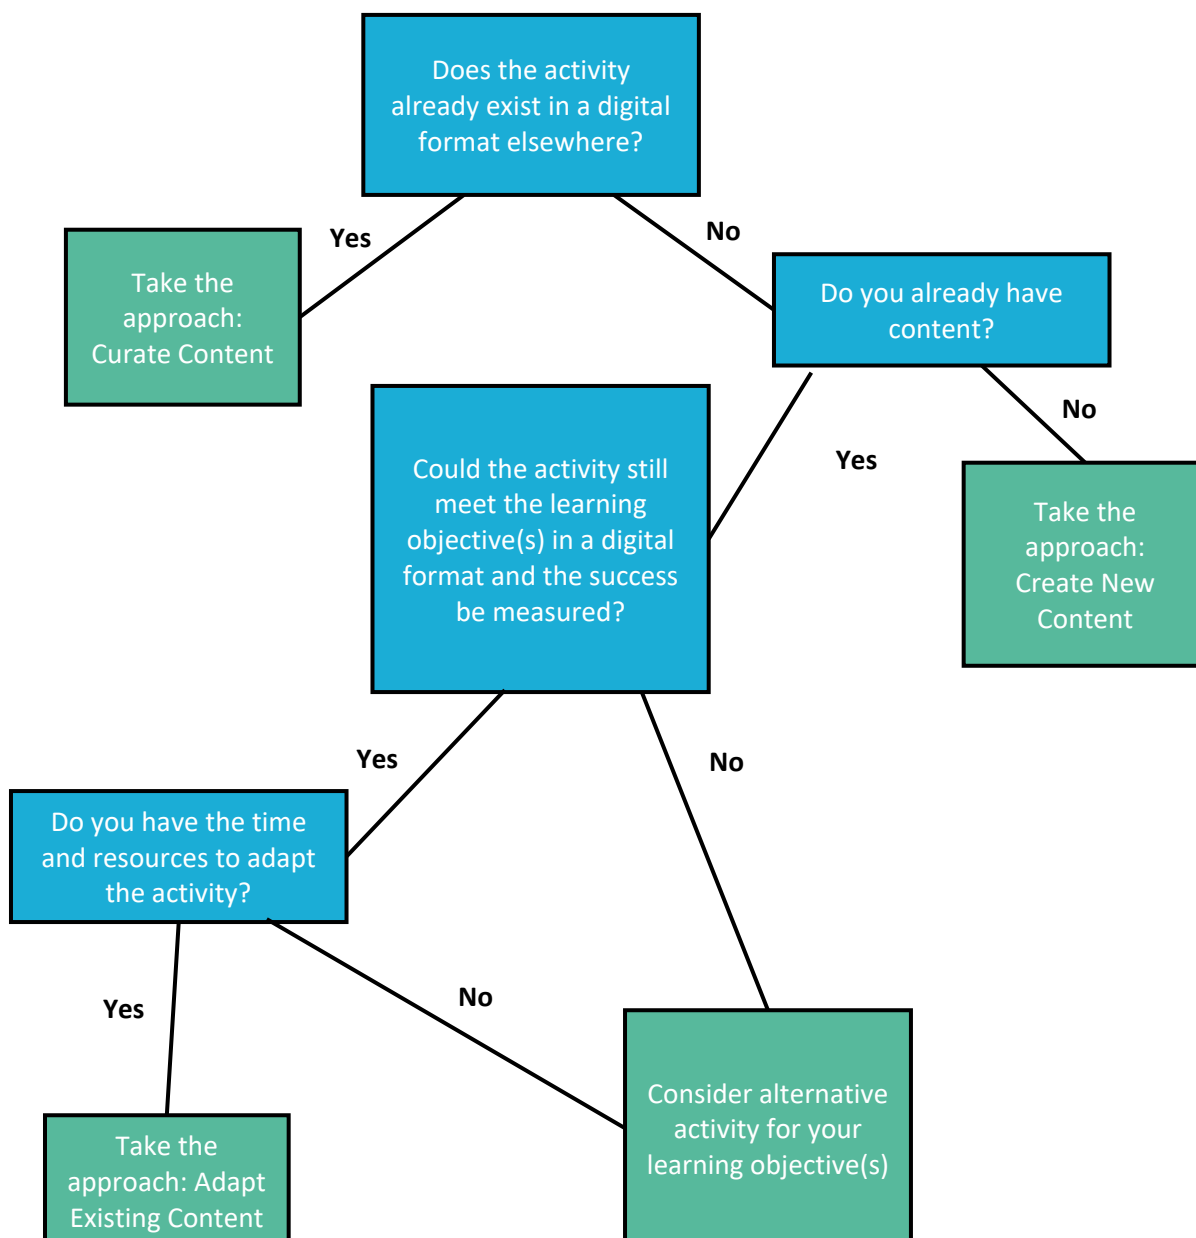 Does the activity
already exist in a digital
format elsewhere?
Yes
No
Take the
approach:
Curate Content
Do you already have
content?
No
Yes
Could the activity still
meet the learning
objective(s) in a digital
format and the success
be measured?
Take the
approach:
Create New
Content
Yes
No
Do you have the time
and resources to adapt
the activity?
Yes
No
Consider alternative
activity for your
learning objective(s)
Take the
approach: Adapt
Existing Content